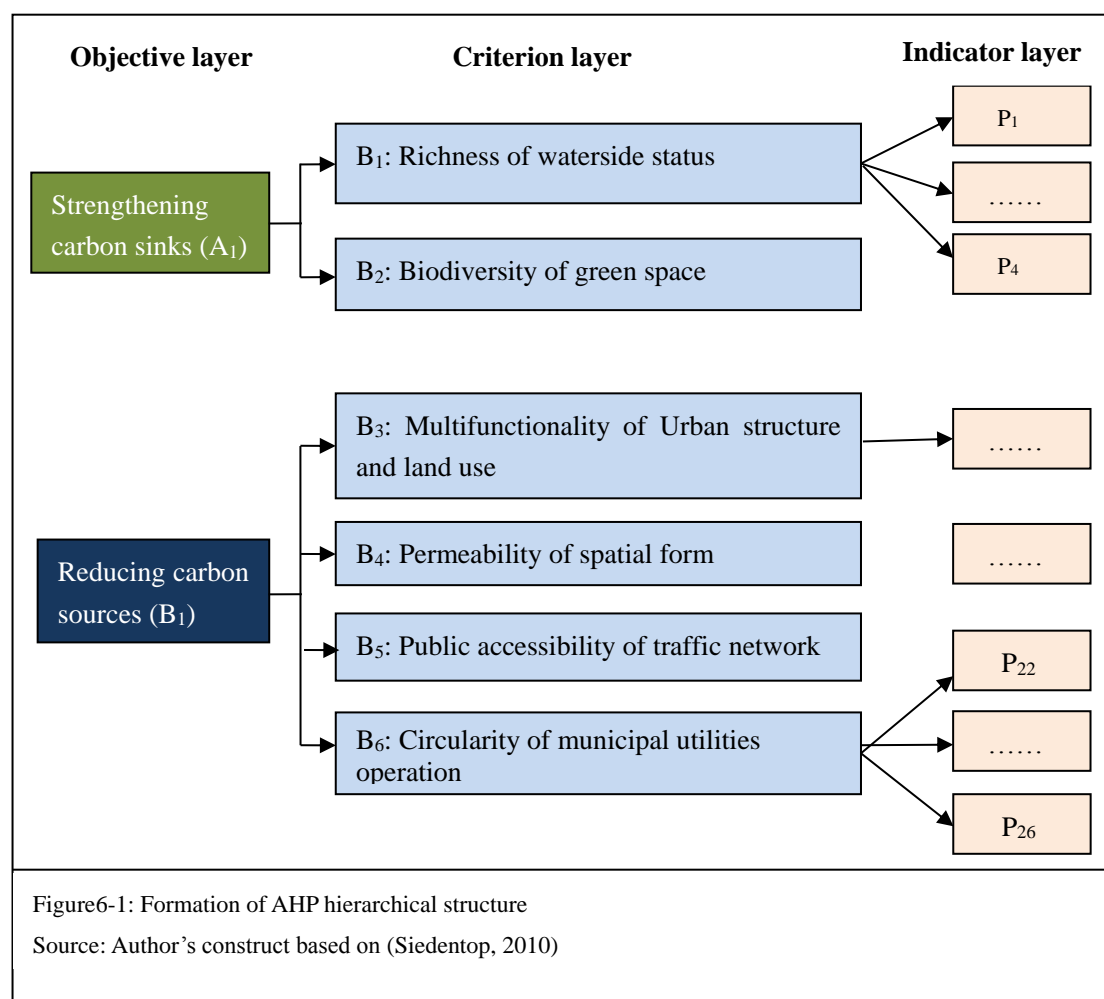 Objective layer
Criterion layer
Indicator layer
B₁: Richness of waterside status
P₁
……
P₄
Strengthening
carbon sinks (A₁)
B₂: Biodiversity of green space
B₃: Multifunctionality of Urban structure
and land use
……
B₄: Permeability of spatial form
……
Reducing carbon
sources (B₁)
B₅: Public accessibility of traffic network
P₂₂
B₆: Circularity of municipal utilities
operation
……
P₂₆
Figure6-1: Formation of AHP hierarchical structure
Source: Author’s construct based on (Siedentop, 2010)